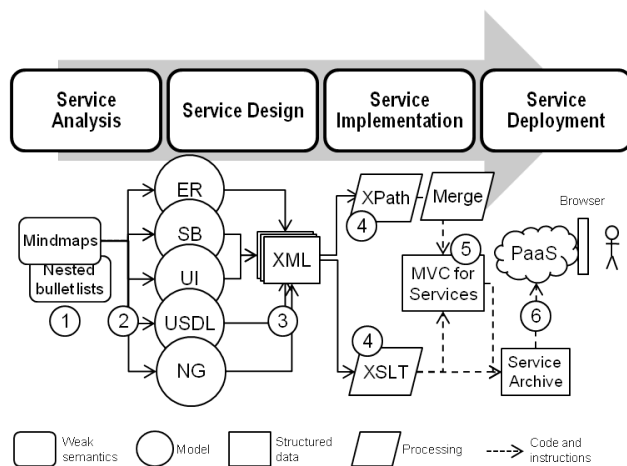 Service
Analysis
Service Design
Service
Implementation
Service
Deployment
ER
SB
UI
USDL
NG
Mindmaps
Nested
bullet lists
1
2
3
XML
XPath
4
Merge
5
MVC for
Services
4
XSLT
Browser
PaaS
6
Service
Archive
Weak
semantics
Model
Structured
data
Processing
Code and
instructions